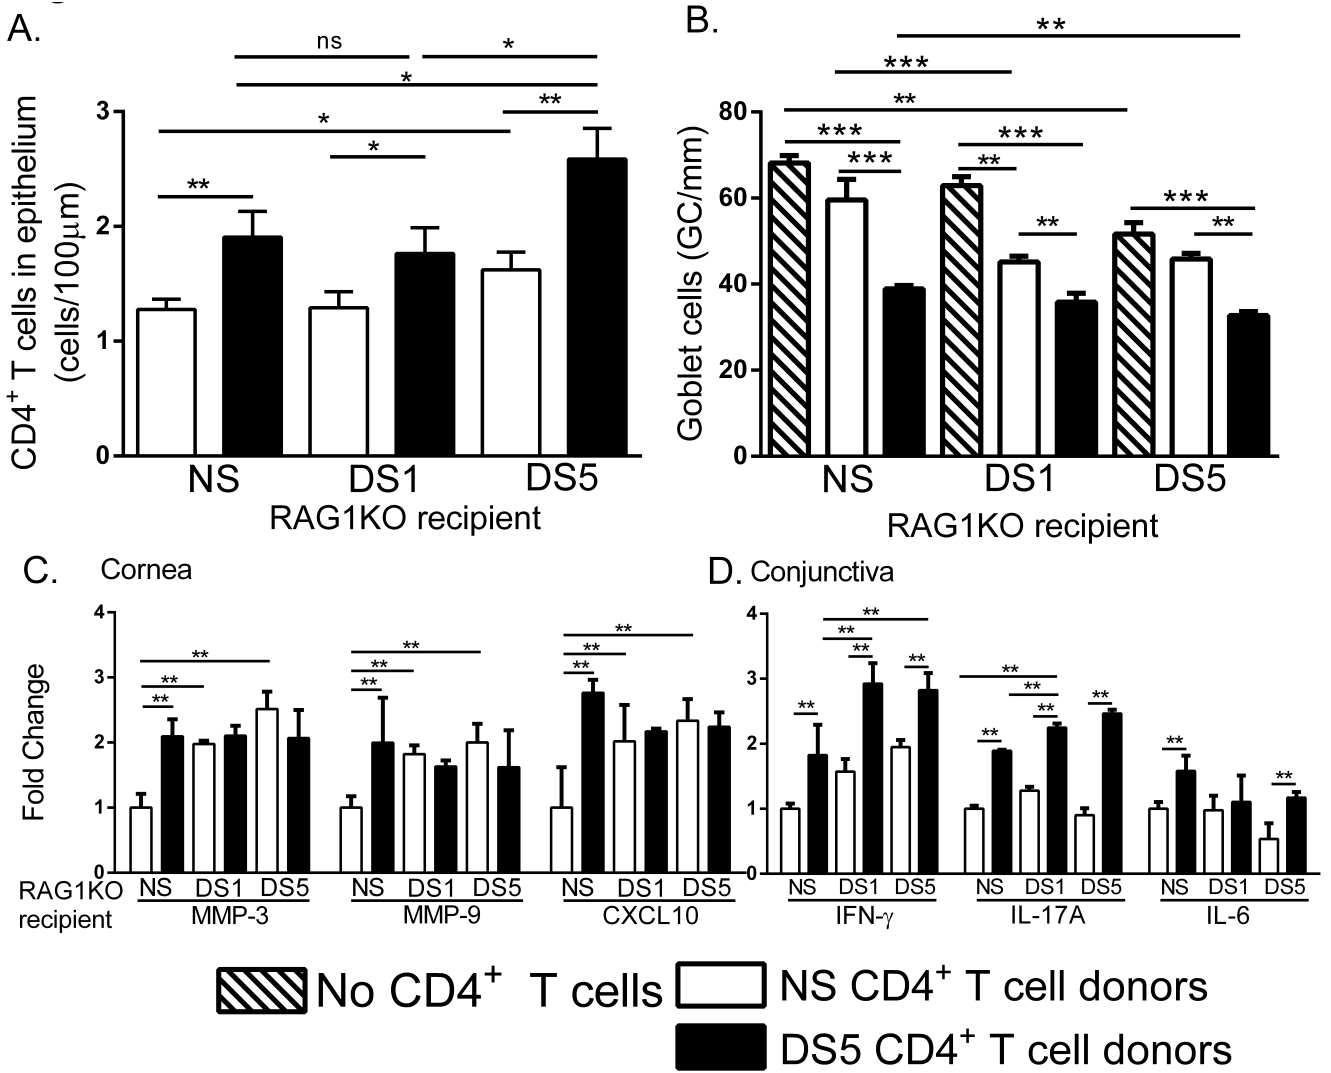 A.
ns
*
*
**
*
*
**
3
2
1
0
CD4+ T cells in epithelium
(cells/100μm)
NS DS1 DS5
RAG1KO recipient
B.
**
***
**
***
***
***
**
***
**
**
80
60
40
20
0
Goblet cells (GC/mm)
NS DS1 DS5
RAG1KO recipient
C. Cornea
4
3
2
1
0
Fold Change
**
**
**
**
**
**
**
**
**
RAG1KO
recipient
NS DS1 DS5 NS DS1 DS5 NS DS1 DS5
MMP-3 MMP-9 CXCL10
D. Conjunctiva
4
3
2
1
0
**
**
**
**
**
**
**
**
**
**
**
**
NS DS1 DS5 NS DS1 DS5 NS DS1 DS5
IFN-γ IL-17A IL-6
No CD4+ T cells
NS CD4+ T cell donors
DS5 CD4+ T cell donors